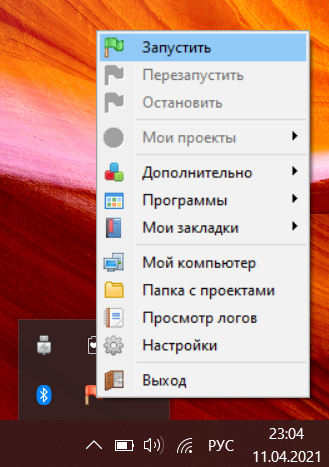 Запустить
Перезапустить
Остановить
Мои проекты
Дополнительно
Программы
Мои закладки
Мой компьютер
Папка с проектами
Просмотр логов
Настройки
Выход
РУС
23:04
11.04.2021